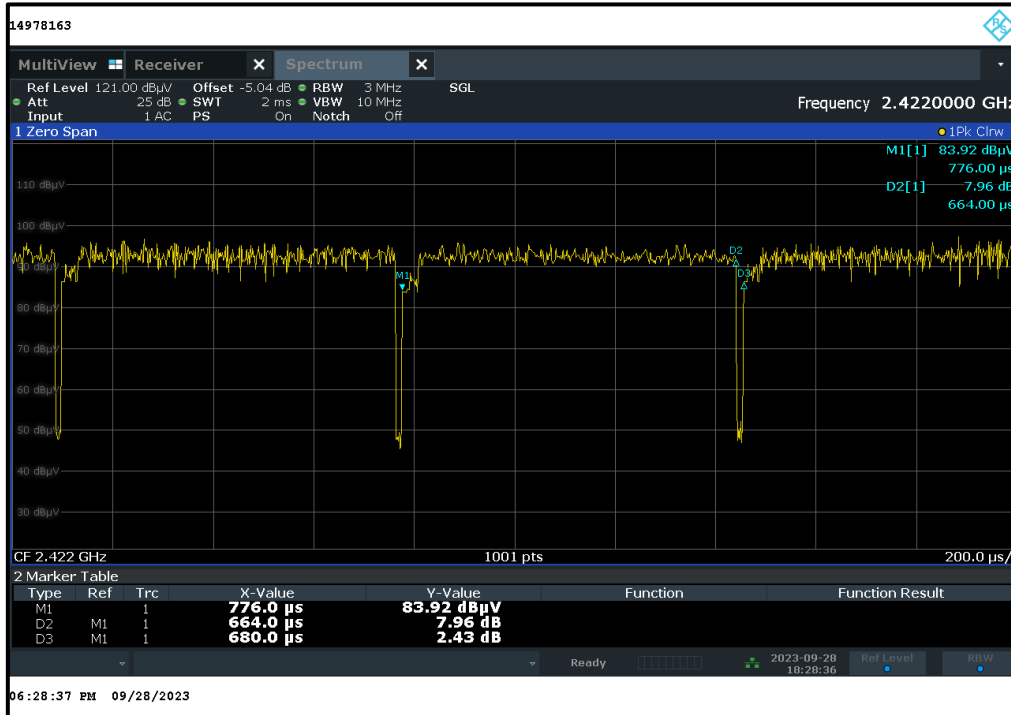 14978163
R&S
MultiView Receiver X Spectrum X
Ref Level 121.00 dBµV Offset -5.04 dB RBW 3 MHz SGL
Att 25 dB SWT 2 ms VBW 10 MHz Frequency 2.4220000 GHz
Input 1 AC PS On Notch Off
1 Zero Span 1Pk Clrw
M1[1] 83.92 dBµV
776.00 µs
110 dBµV D2[1] 7.96 dB
664.00 µs
100 dBµV
D2
90 dBµV M1 D3
80 dBµV
70 dBµV
60 dBµV
50 dBµV
40 dBµV
30 dBµV
CF 2.422 GHz 1001 pts 200.0 µs/
2 Marker Table
Type Ref Trc X-Value Y-Value Function Function Result
M1 1 776.0 µs 83.92 dBµV
D2 M1 1 664.0 µs 7.96 dB
D3 M1 1 680.0 µs 2.43 dB
Ready 2023-09-28 Ref Level RBW
18:28:36
06:28:37 PM 09/28/2023